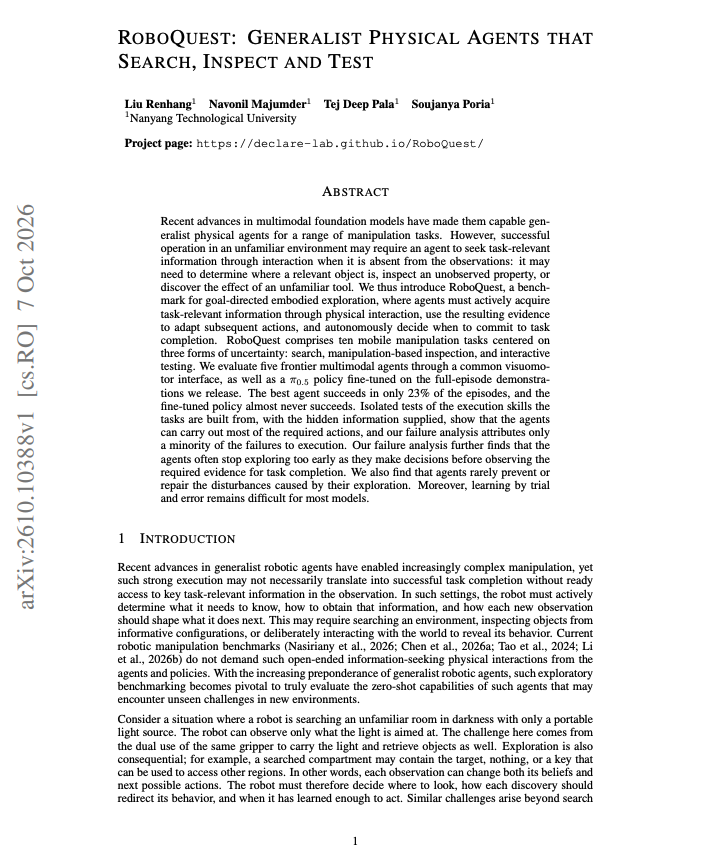 ROBOQUEST: GENERALIST PHYSICAL AGENTS THAT
SEARCH, INSPECT AND TEST
Liu Renhang¹ Navonil Majumder¹ Tej Deep Pala¹ Soujanya Poria¹
¹Nanyang Technological University
Project page: https://declare-lab.github.io/RoboQuest/
ABSTRACT
Recent advances in multimodal foundation models have made them capable gen-
eralist physical agents for a range of manipulation tasks. However, successful
operation in an unfamiliar environment may require an agent to seek task-relevant
information through interaction when it is absent from the observations: it may
need to determine where a relevant object is, inspect an unobserved property, or
discover the effect of an unfamiliar tool. We thus introduce RoboQuest, a bench-
mark for goal-directed embodied exploration, where agents must actively acquire
task-relevant information through physical interaction, use the resulting evidence
to adapt subsequent actions, and autonomously decide when to commit to task
completion. RoboQuest comprises ten mobile manipulation tasks centered on
three forms of uncertainty: search, manipulation-based inspection, and interactive
testing. We evaluate five frontier multimodal agents through a common visuomo-
tor interface, as well as a π₀.₅ policy fine-tuned on the full-episode demonstra-
tions we release. The best agent succeeds in only 23% of the episodes, and the
fine-tuned policy almost never succeeds. Isolated tests of the execution skills the
tasks are built from, with the hidden information supplied, show that the agents
can carry out most of the required actions, and our failure analysis attributes only
a minority of the failures to execution. Our failure analysis further finds that the
agents often stop exploring too early as they make decisions before observing the
required evidence for task completion. We also find that agents rarely prevent or
repair the disturbances caused by their exploration. Moreover, learning by trial
and error remains difficult for most models.
1 INTRODUCTION
Recent advances in generalist robotic agents have enabled increasingly complex manipulation, yet
such strong execution may not necessarily translate into successful task completion without ready
access to key task-relevant information in the observation. In such settings, the robot must actively
determine what it needs to know, how to obtain that information, and how each new observation
should shape what it does next. This may require searching an environment, inspecting objects from
informative configurations, or deliberately interacting with the world to reveal its behavior. Current
robotic manipulation benchmarks (Nasiriany et al., 2026; Chen et al., 2026a; Tao et al., 2024; Li
et al., 2026b) do not demand such open-ended information-seeking physical interactions from the
agents and policies. With the increasing preponderance of generalist robotic agents, such exploratory
benchmarking becomes pivotal to truly evaluate the zero-shot capabilities of such agents that may
encounter unseen challenges in new environments.
Consider a situation where a robot is searching an unfamiliar room in darkness with only a portable
light source. The robot can observe only what the light is aimed at. The challenge here comes from
the dual use of the same gripper to carry the light and retrieve objects as well. Exploration is also
consequential; for example, a searched compartment may contain the target, nothing, or a key that
can be used to access other regions. In other words, each observation can change both its beliefs and
next possible actions. The robot must therefore decide where to look, how each discovery should
redirect its behavior, and when it has learned enough to act. Similar challenges arise beyond search
1
arXiv:2610.10388v1 [cs.RO] 7 Oct 2026